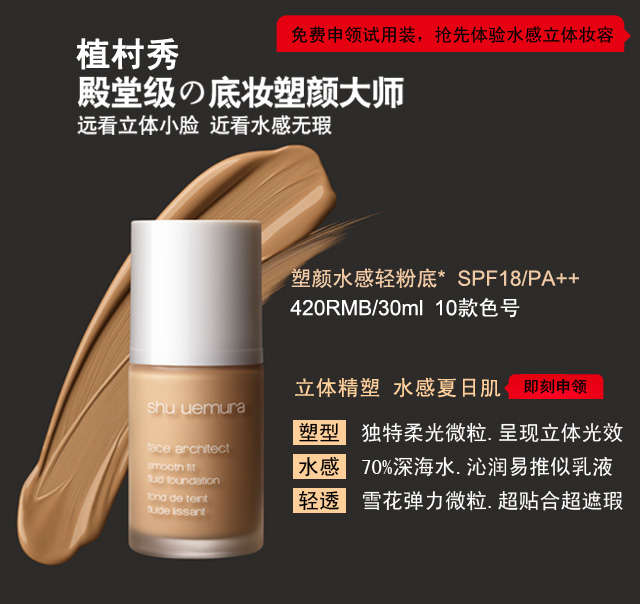 免费申领试用装，抢先体验水感立体妆容
植村秀
殿堂级の底妆塑颜大师
远看立体小脸 近看水感无瑕
塑颜水感轻粉底* SPF18/PA++
420RMB/30ml 10款色号
立体精塑 水感夏日肌 即刻申领
塑型 独特柔光微粒.呈现立体光效
水感 70%深海水.沁润易推似乳液
轻透 雪花弹力微粒.超贴合超遮瑕
shu uemura
face architect
smooth fit
fluid foundation
fond de teint
fluide lissant